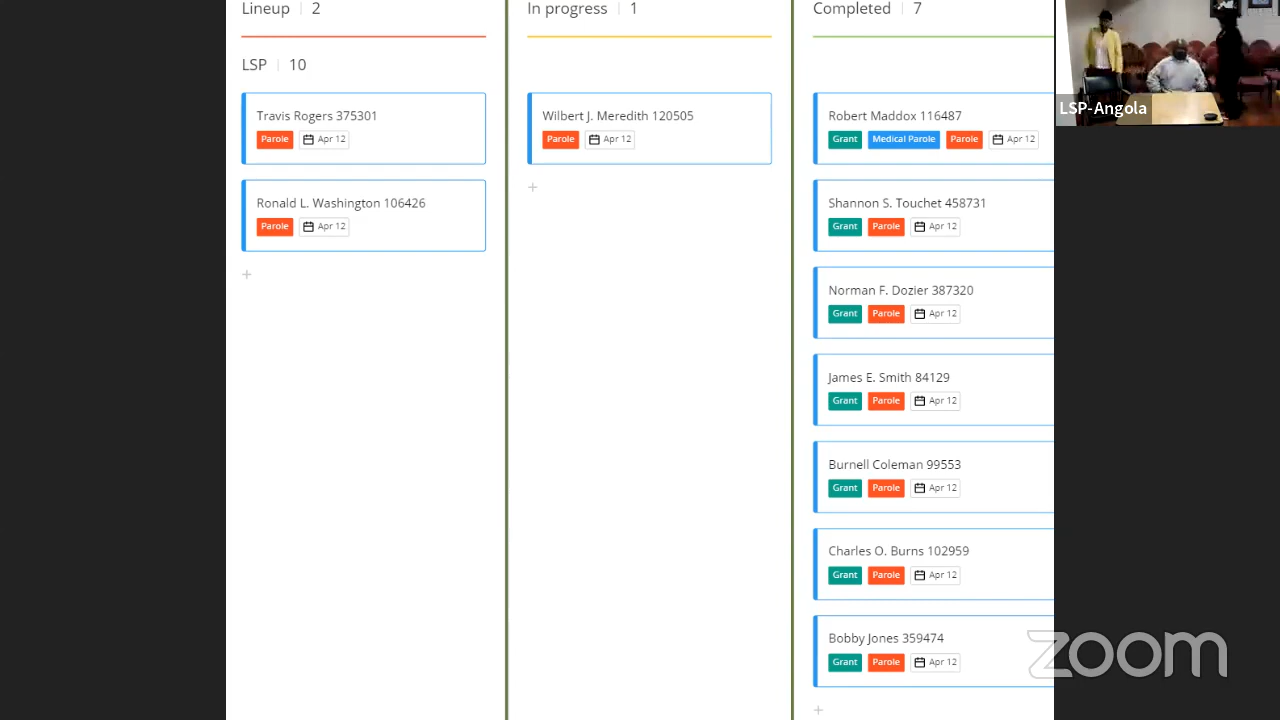 Lineup 2
LSP 10
Travis Rogers 375301
Parole Apr 12
Ronald L. Washington 106426
Parole Apr 12
+
In progress 1
Wilbert J. Meredith 120505
Parole Apr 12
+
Completed 7
Robert Maddox 116487
Grant Medical Parole Parole Apr 12
Shannon S. Touchet 458731
Grant Parole Apr 12
Norman F. Dozier 387320
Grant Parole Apr 12
James E. Smith 84129
Grant Parole Apr 12
Burnell Coleman 99553
Grant Parole Apr 12
Charles O. Burns 102959
Grant Parole Apr 12
Bobby Jones 359474
Grant Parole Apr 12
+
LSP-Angola
zoom